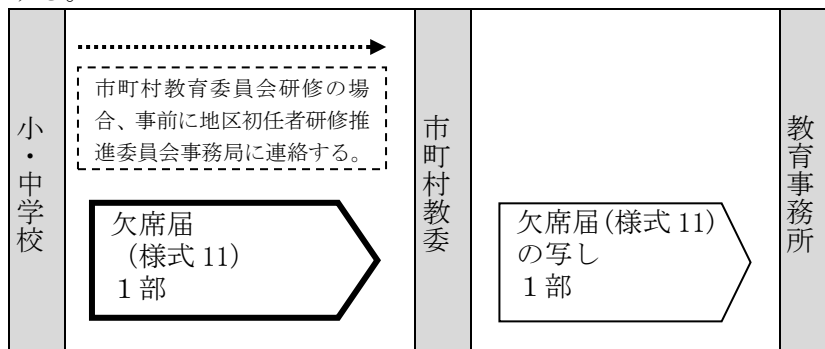 する。
小・中学校
市町村教育委員会研修の場
合、事前に地区初任者研修推
進委員会事務局に連絡する。
欠席届
（様式 11）
１部
市町村教委
欠席届（様式 11）
の写し
１部
教育事務所